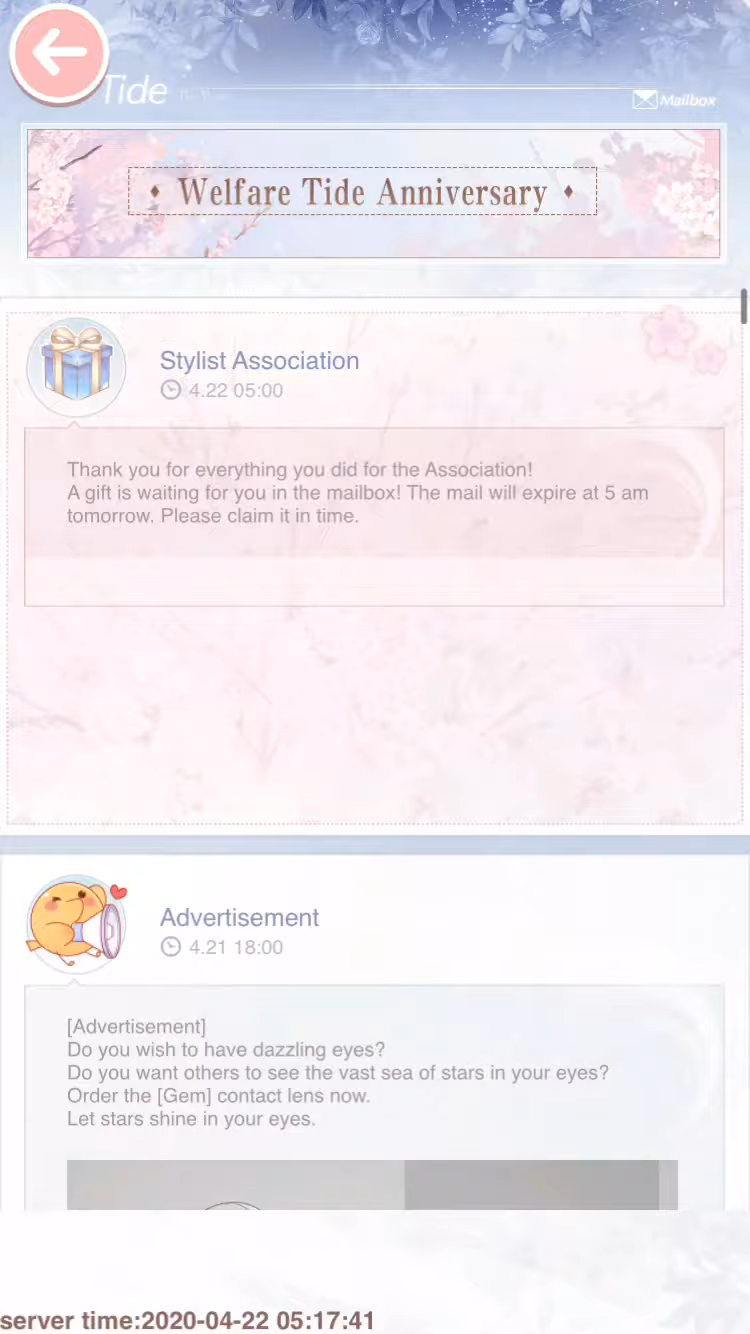 Tide
Mailbox
Welfare Tide Anniversary
Stylist Association
4.22 05:00
Thank you for everything you did for the Association!
A gift is waiting for you in the mailbox! The mail will expire at 5 am
tomorrow. Please claim it in time.
Advertisement
4.21 18:00
[Advertisement]
Do you wish to have dazzling eyes?
Do you want others to see the vast sea of stars in your eyes?
Order the [Gem] contact lens now.
Let stars shine in your eyes.
server time:2020-04-22 05:17:41